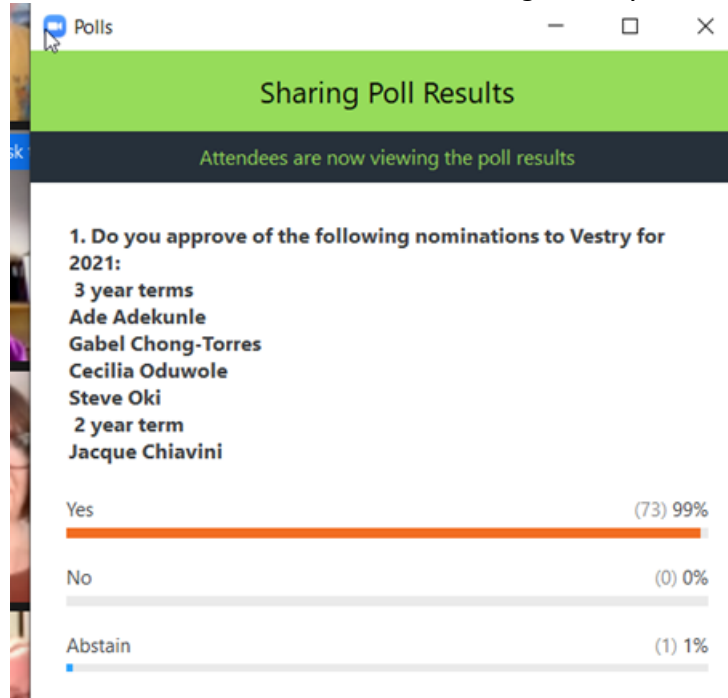 Polls
Sharing Poll Results
sk
Attendees are now viewing the poll results
1. Do you approve of the following nominations to Vestry for
2021:
3 year terms
Ade Adekunle
Gabel Chong-Torres
Cecilia Oduwole
Steve Oki
2 year term
Jacque Chiavini
Yes (73) 99%
No (0) 0%
Abstain (1) 1%